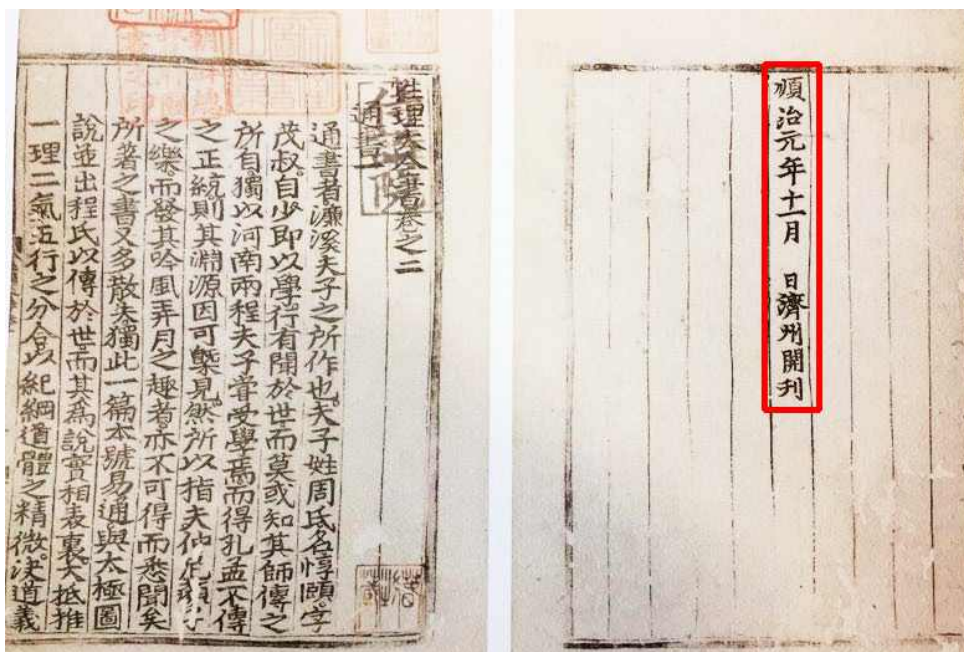 性理大全書卷之二
通書一
通書者濂溪夫子之所作也夫子姓周氏名惇頤字
茂叔自少即以學行有聞於世而莫或知其師傳之
所自獨以河南兩程夫子甞受學焉而得孔孟不傳
之正統則其淵源因可槩見然所以指夫仲尼顔子
之樂而發其吟風弄月之趣者亦不可得而悉聞矣
所著之書又多散失獨此一篇本號易通與太極圖
說並出程氏以傳於世而其為說實相表裏大抵推
一理二氣五行之分合以紀綱道體之精微决道義
順治元年十一月 日濟州開刊